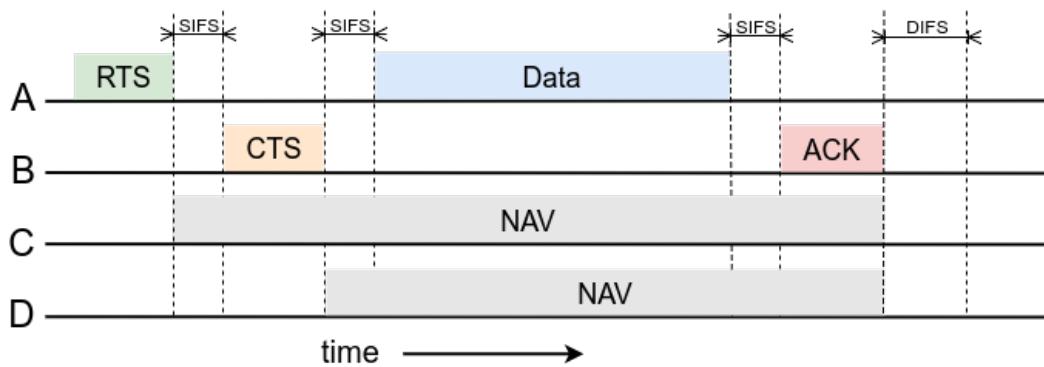 SIFS SIFS SIFS DIFS
A RTS Data
B CTS ACK
C NAV
D NAV
time